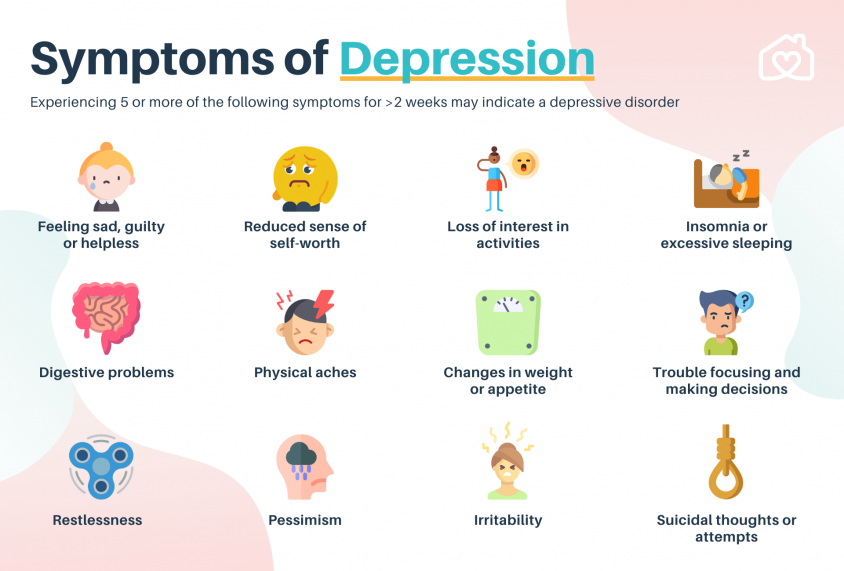 Symptoms of Depression
Experiencing 5 or more of the following symptoms for >2 weeks may indicate a depressive disorder
z z
z
Feeling sad, guilty
or helpless
Reduced sense of
self-worth
Loss of interest in
activities
Insomnia or
excessive sleeping
?
Digestive problems
Physical aches
Changes in weight
or appetite
Trouble focusing and
making decisions
Restlessness
Pessimism
Irritability
Suicidal thoughts or
attempts